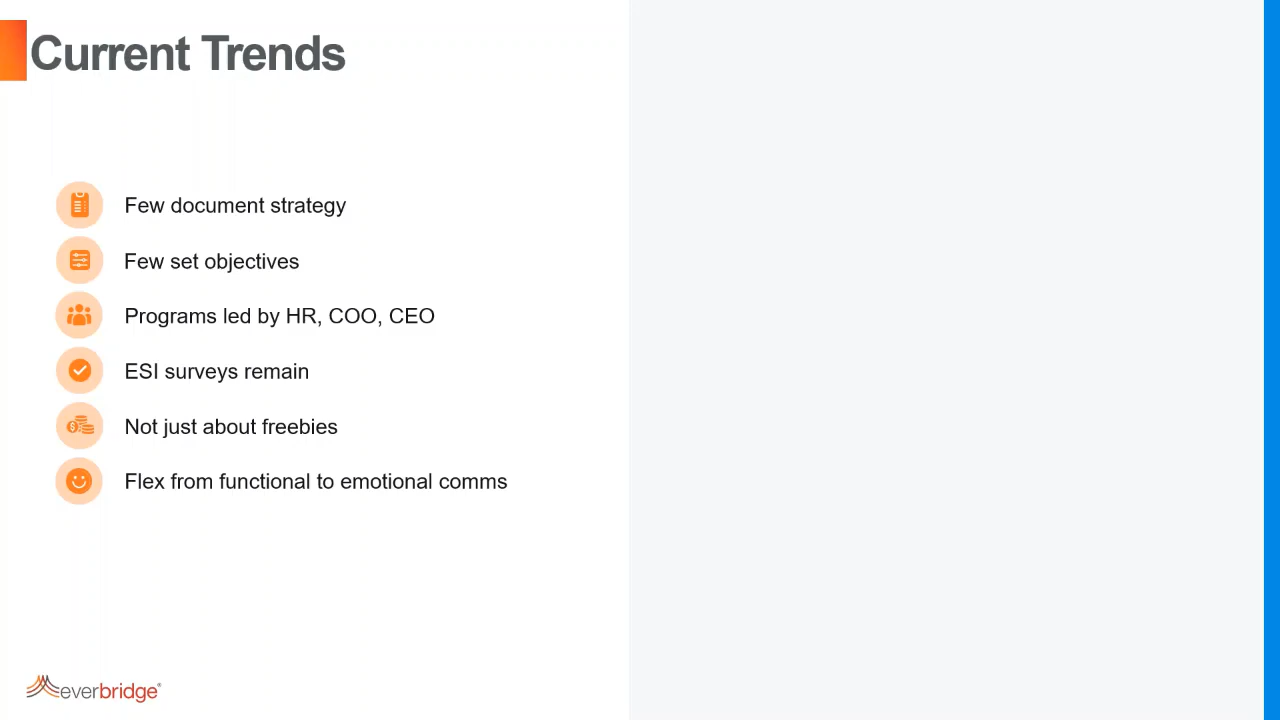 Current Trends
Few document strategy
Few set objectives
Programs led by HR, COO, CEO
ESI surveys remain
Not just about freebies
Flex from functional to emotional comms
everbridge®